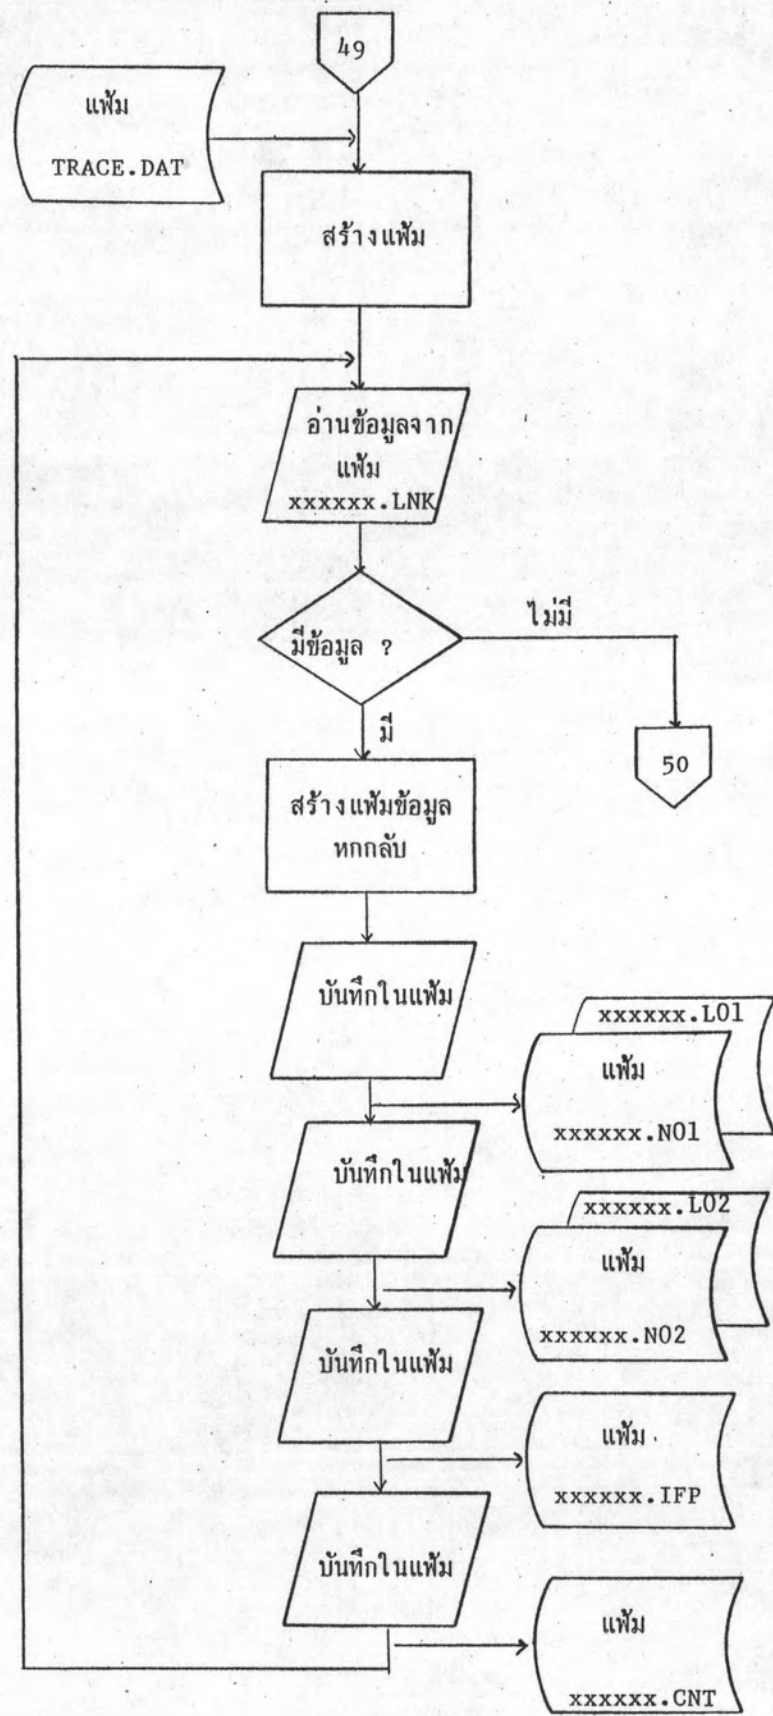 49
แฟ้ม
TRACE.DAT
สร้างแฟ้ม
อ่านข้อมูลจาก
แฟ้ม
xxxxxx.LNK
มีข้อมูล ?
ไม่มี
มี
50
สร้างแฟ้มข้อมูล
หกกลับ
บันทึกในแฟ้ม
xxxxxx.L01
แฟ้ม
xxxxxx.N01
บันทึกในแฟ้ม
xxxxxx.L02
แฟ้ม
xxxxxx.N02
บันทึกในแฟ้ม
แฟ้ม
xxxxxx.IFP
บันทึกในแฟ้ม
แฟ้ม
xxxxxx.CNT